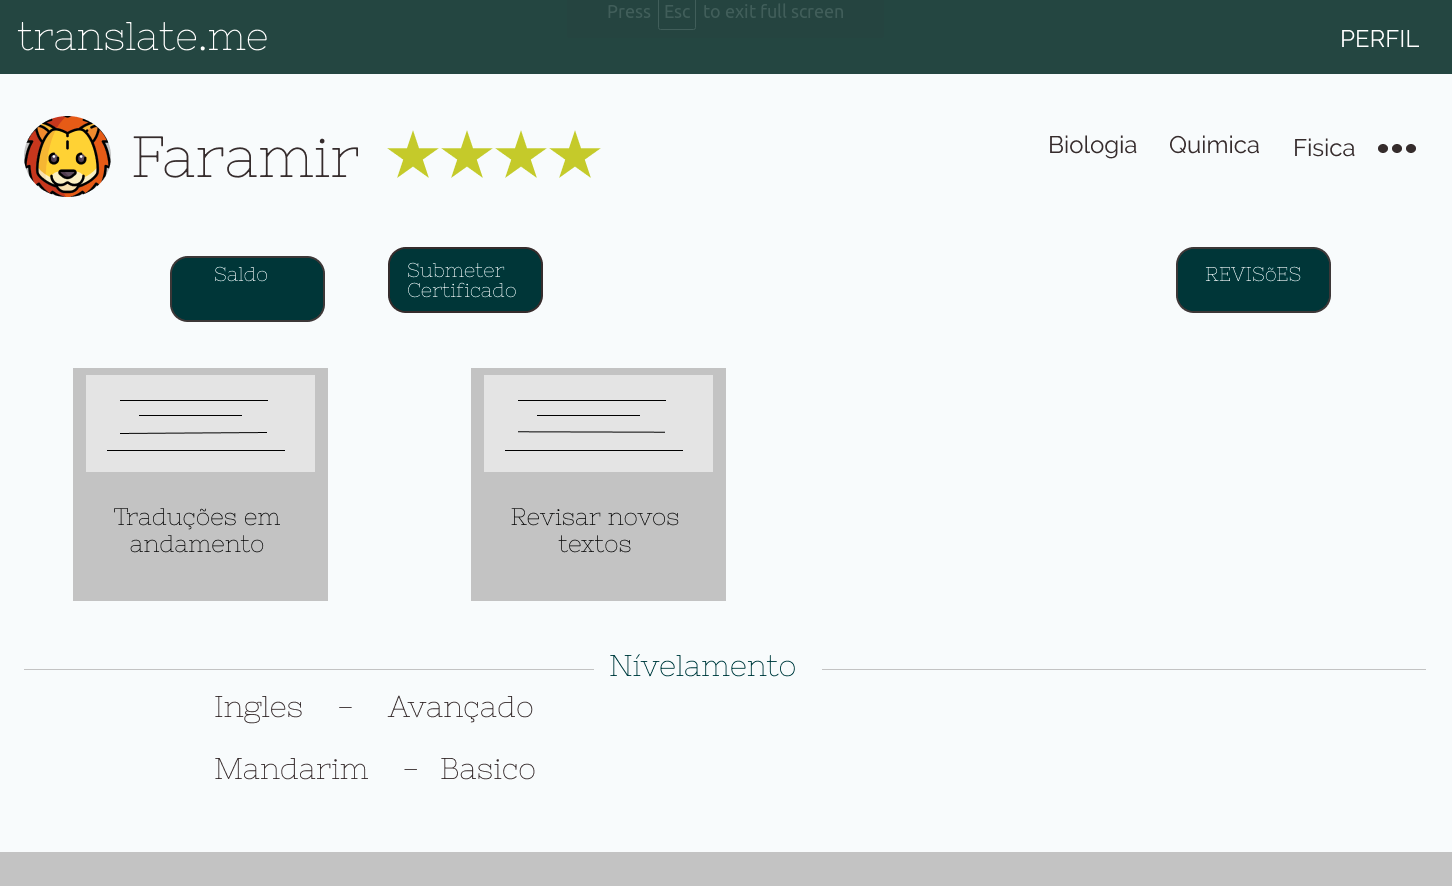 Press Esc to exit full screen
translate.me
PERFIL
Faramir
Biologia Quimica Fisica
Saldo
Submeter
Certificado
REVISõES
Traduções em
andamento
Revisar novos
textos
Nívelamento
Ingles - Avançado
Mandarim - Basico